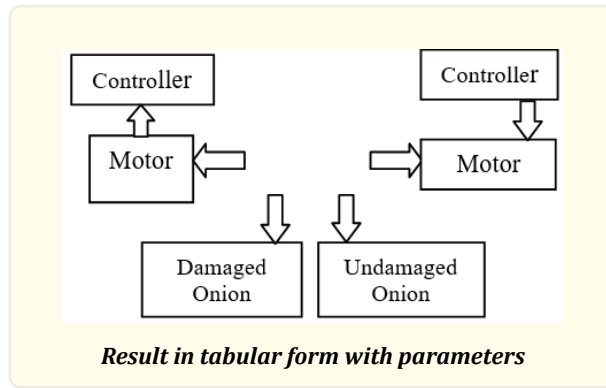 Controller
Controller
Motor
Motor
Damaged
Onion
Undamaged
Onion
Result in tabular form with parameters